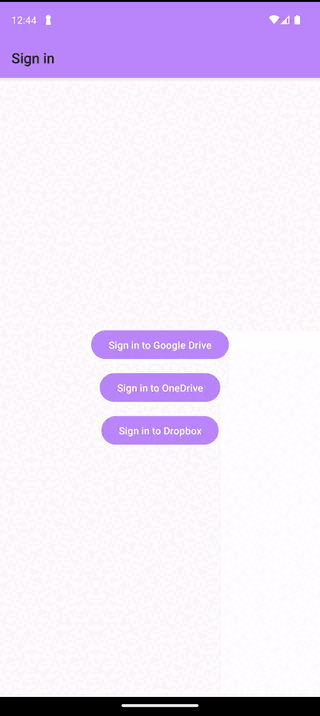 12:44
Sign in
Sign in to Google Drive
Sign in to OneDrive
Sign in to Dropbox